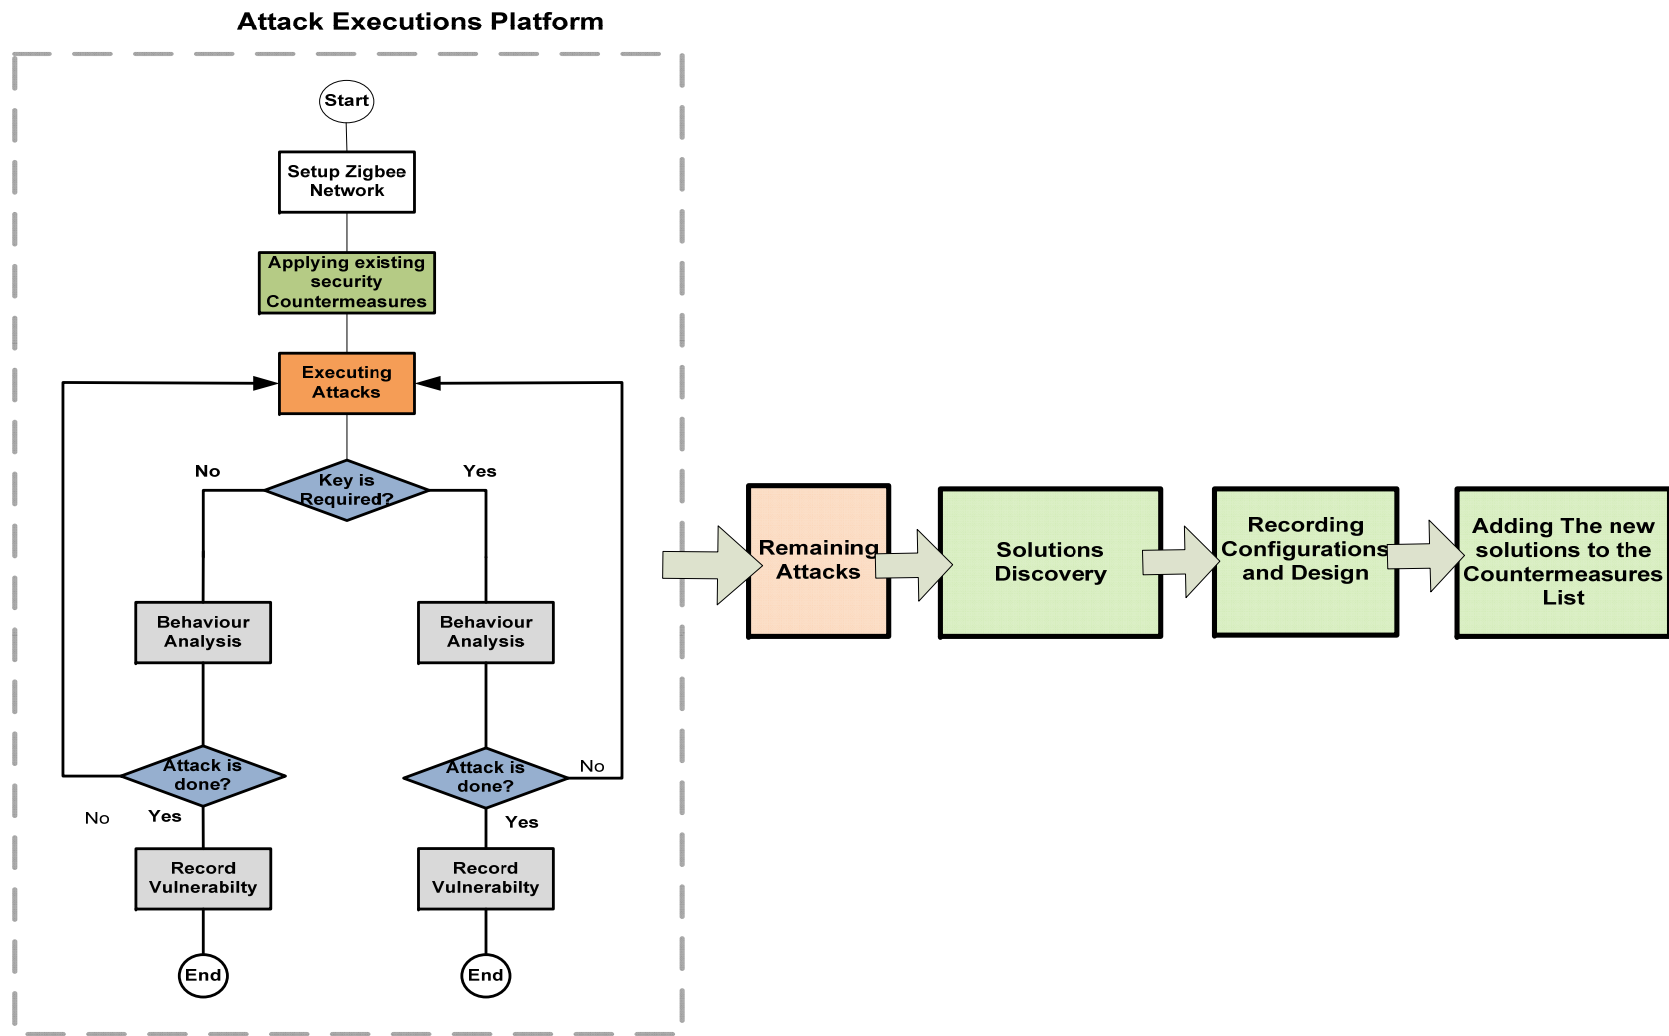 Attack Executions Platform
Start
Setup Zigbee
Network
Applying existing
security
Countermeasures
Executing
Attacks
No
Yes
Key is
Required?
Behaviour
Analysis
Behaviour
Analysis
Attack is
done?
No
Yes
Attack is
done?
No
Yes
Record
Vulnerabilty
Record
Vulnerabilty
End
End
Remaining
Attacks
Solutions
Discovery
Recording
Configurations
and Design
Adding The new
solutions to the
Countermeasures
List